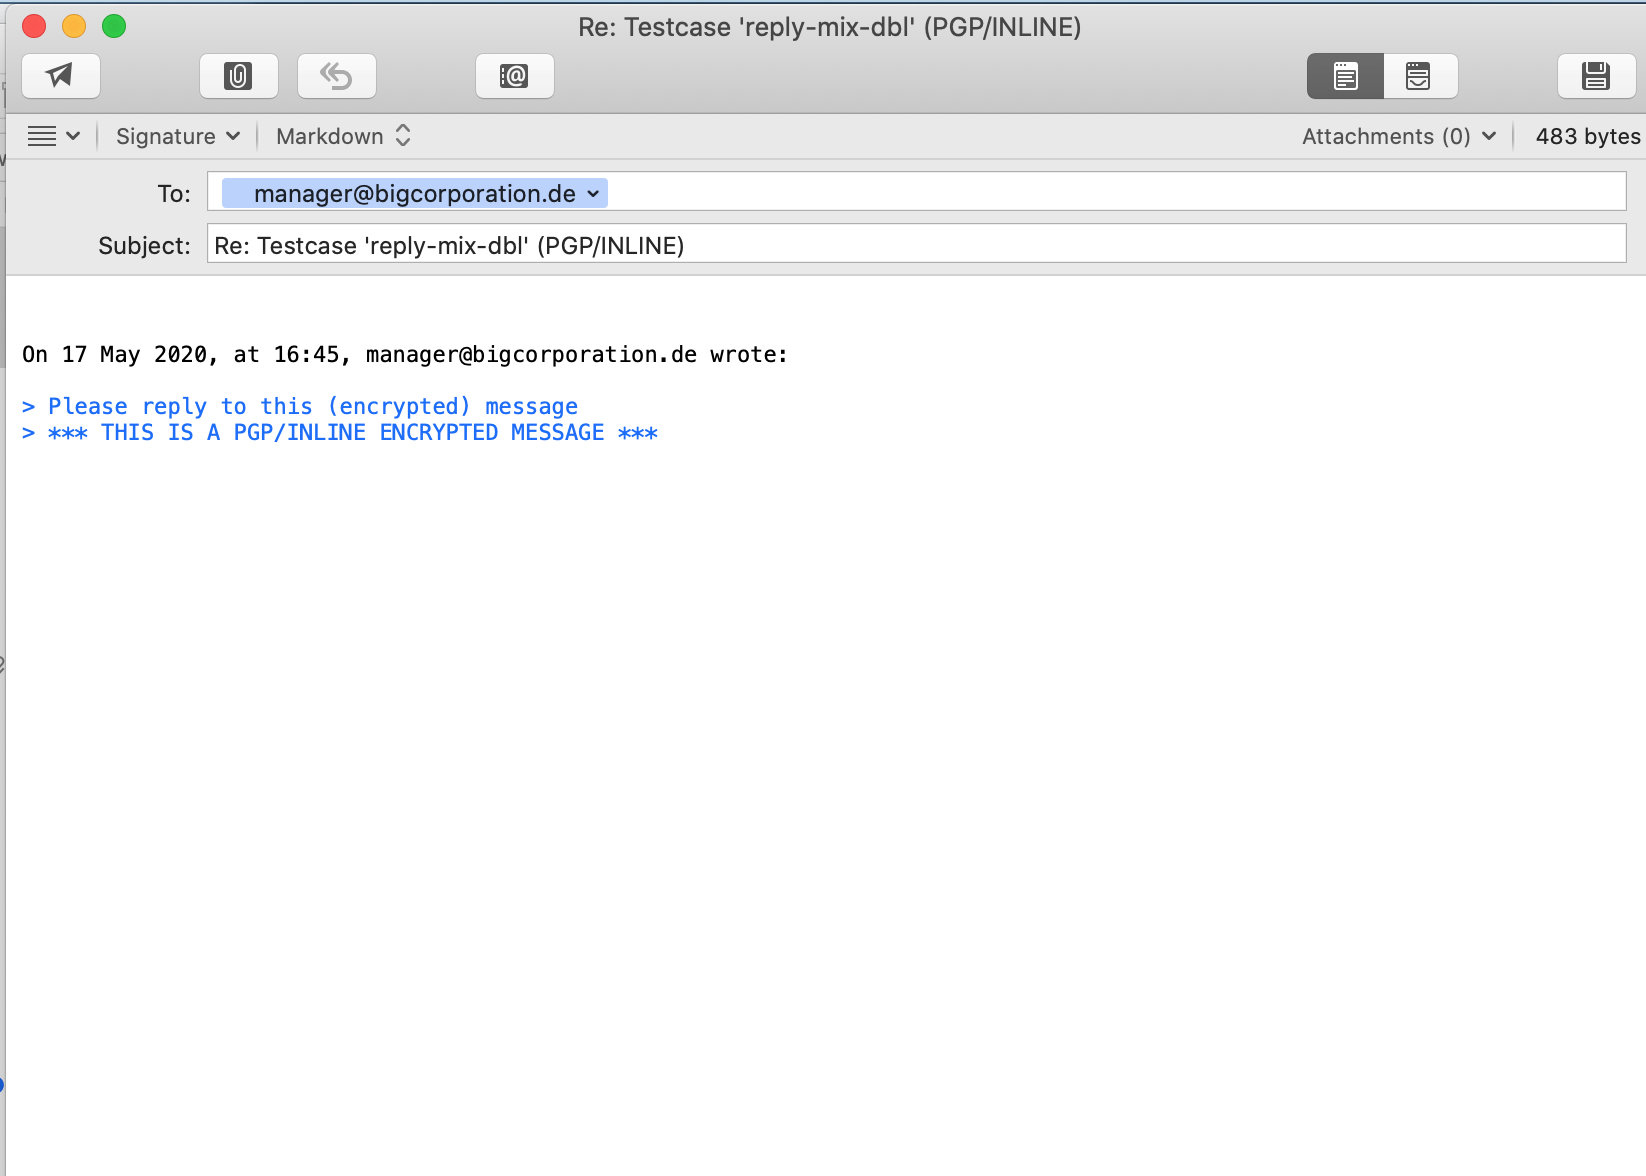 Re: Testcase 'reply-mix-dbl' (PGP/INLINE)
Signature
Markdown
Attachments (0)
483 bytes
To: manager@bigcorporation.de
Subject: Re: Testcase 'reply-mix-dbl' (PGP/INLINE)
On 17 May 2020, at 16:45, manager@bigcorporation.de wrote:
> Please reply to this (encrypted) message
> *** THIS IS A PGP/INLINE ENCRYPTED MESSAGE ***